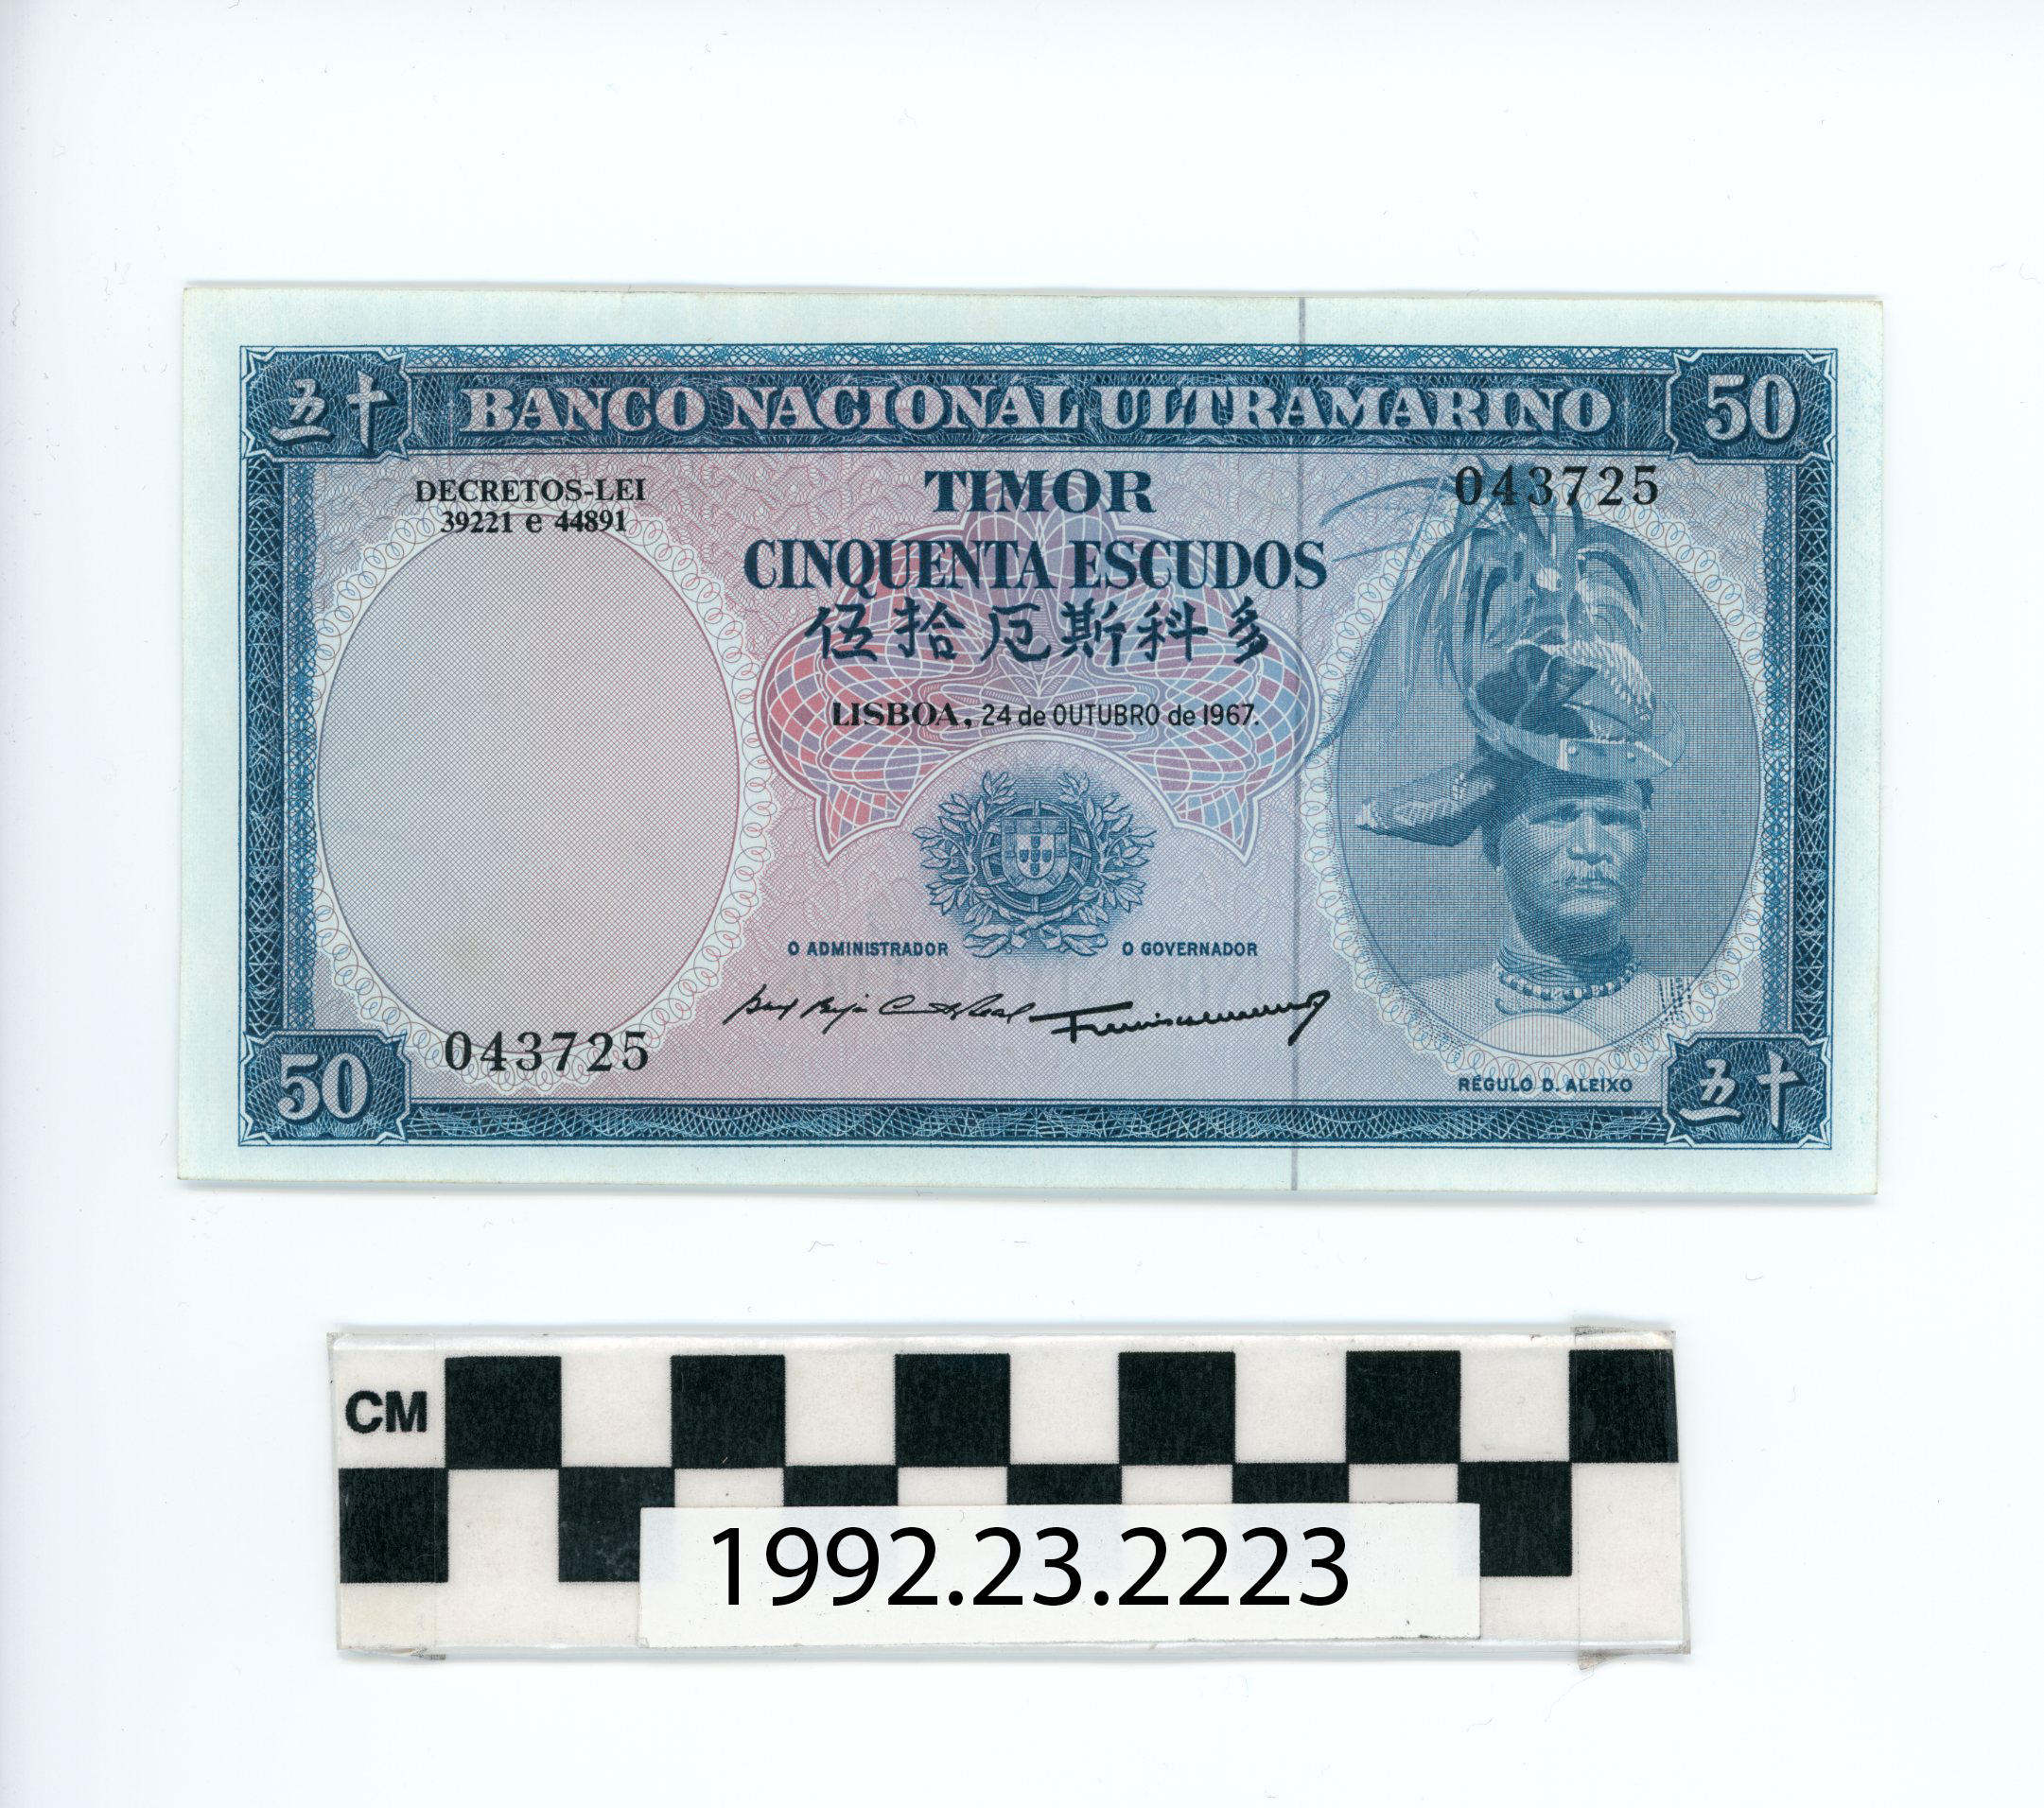 五十
BANCO NACIONAL ULTRAMARINO
50
DECRETOS-LEI
39221 e 44891
TIMOR
043725
CINQUENTA ESCUDOS
伍拾厄斯科多
LISBOA, 24 de OUTUBRO de 1967.
O ADMINISTRADOR
O GOVERNADOR
043725
50
RÉGULO D. ALEIXO
五十
CM
1992.23.2223